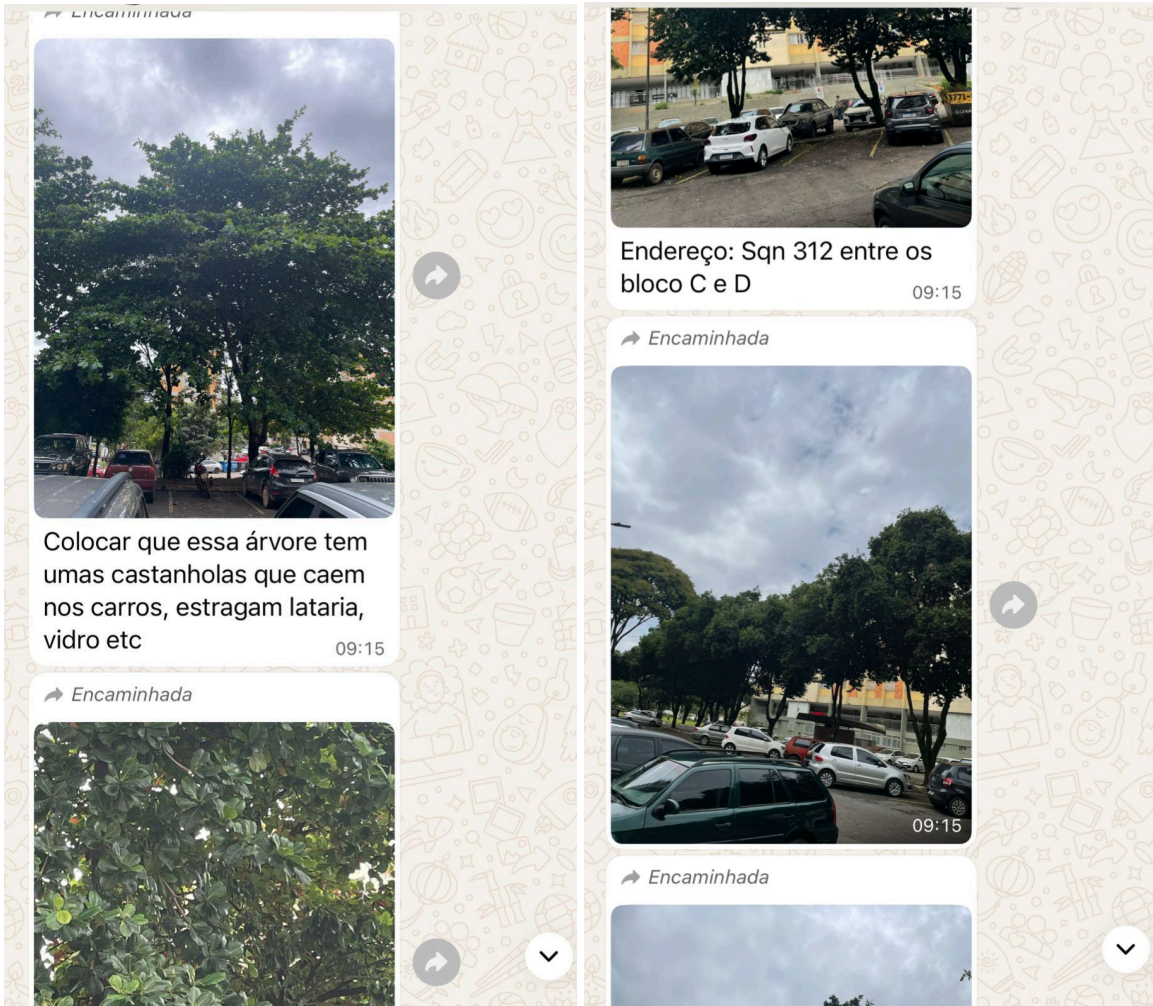 Encaminhada
Colocar que essa árvore tem
umas castanholas que caem
nos carros, estragam lataria,
vidro etc
09:15
Encaminhada
Endereço: Sqn 312 entre os
bloco C e D
09:15
Encaminhada
09:15
Encaminhada